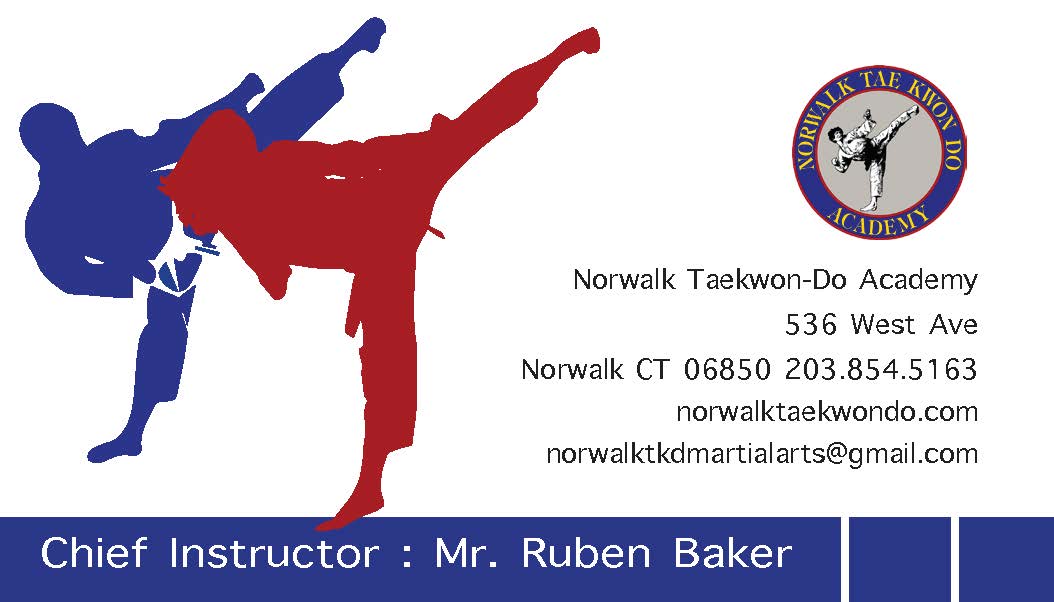 NORWALK TAE KWON DO
ACADEMY
Norwalk Taekwon-Do Academy
536 West Ave
Norwalk CT 06850 203.854.5163
norwalktaekwondo.com
norwalktkdmartialarts@gmail.com
Chief Instructor : Mr. Ruben Baker